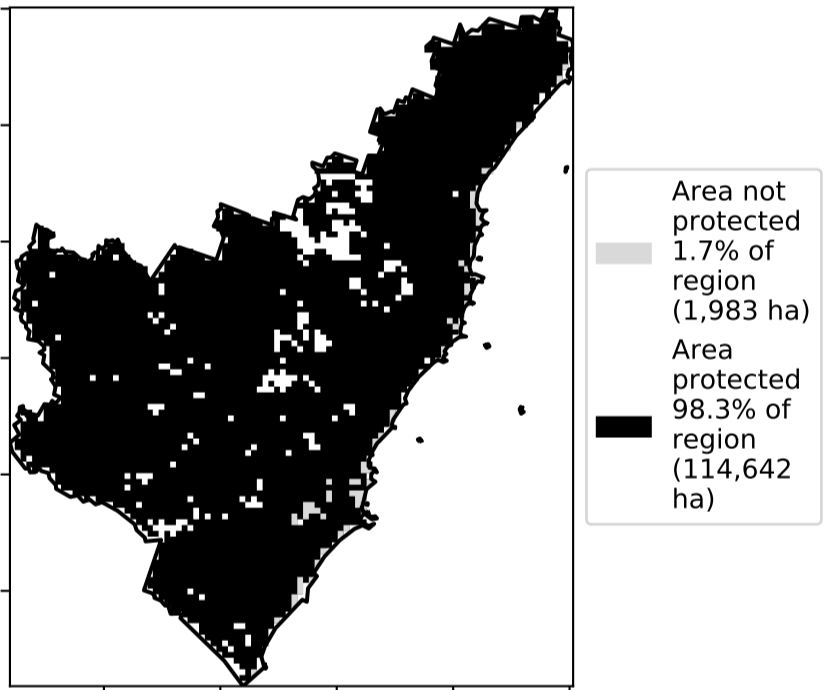 Area not
protected
1.7% of
region
(1,983 ha)
Area
protected
98.3% of
region
(114,642
ha)